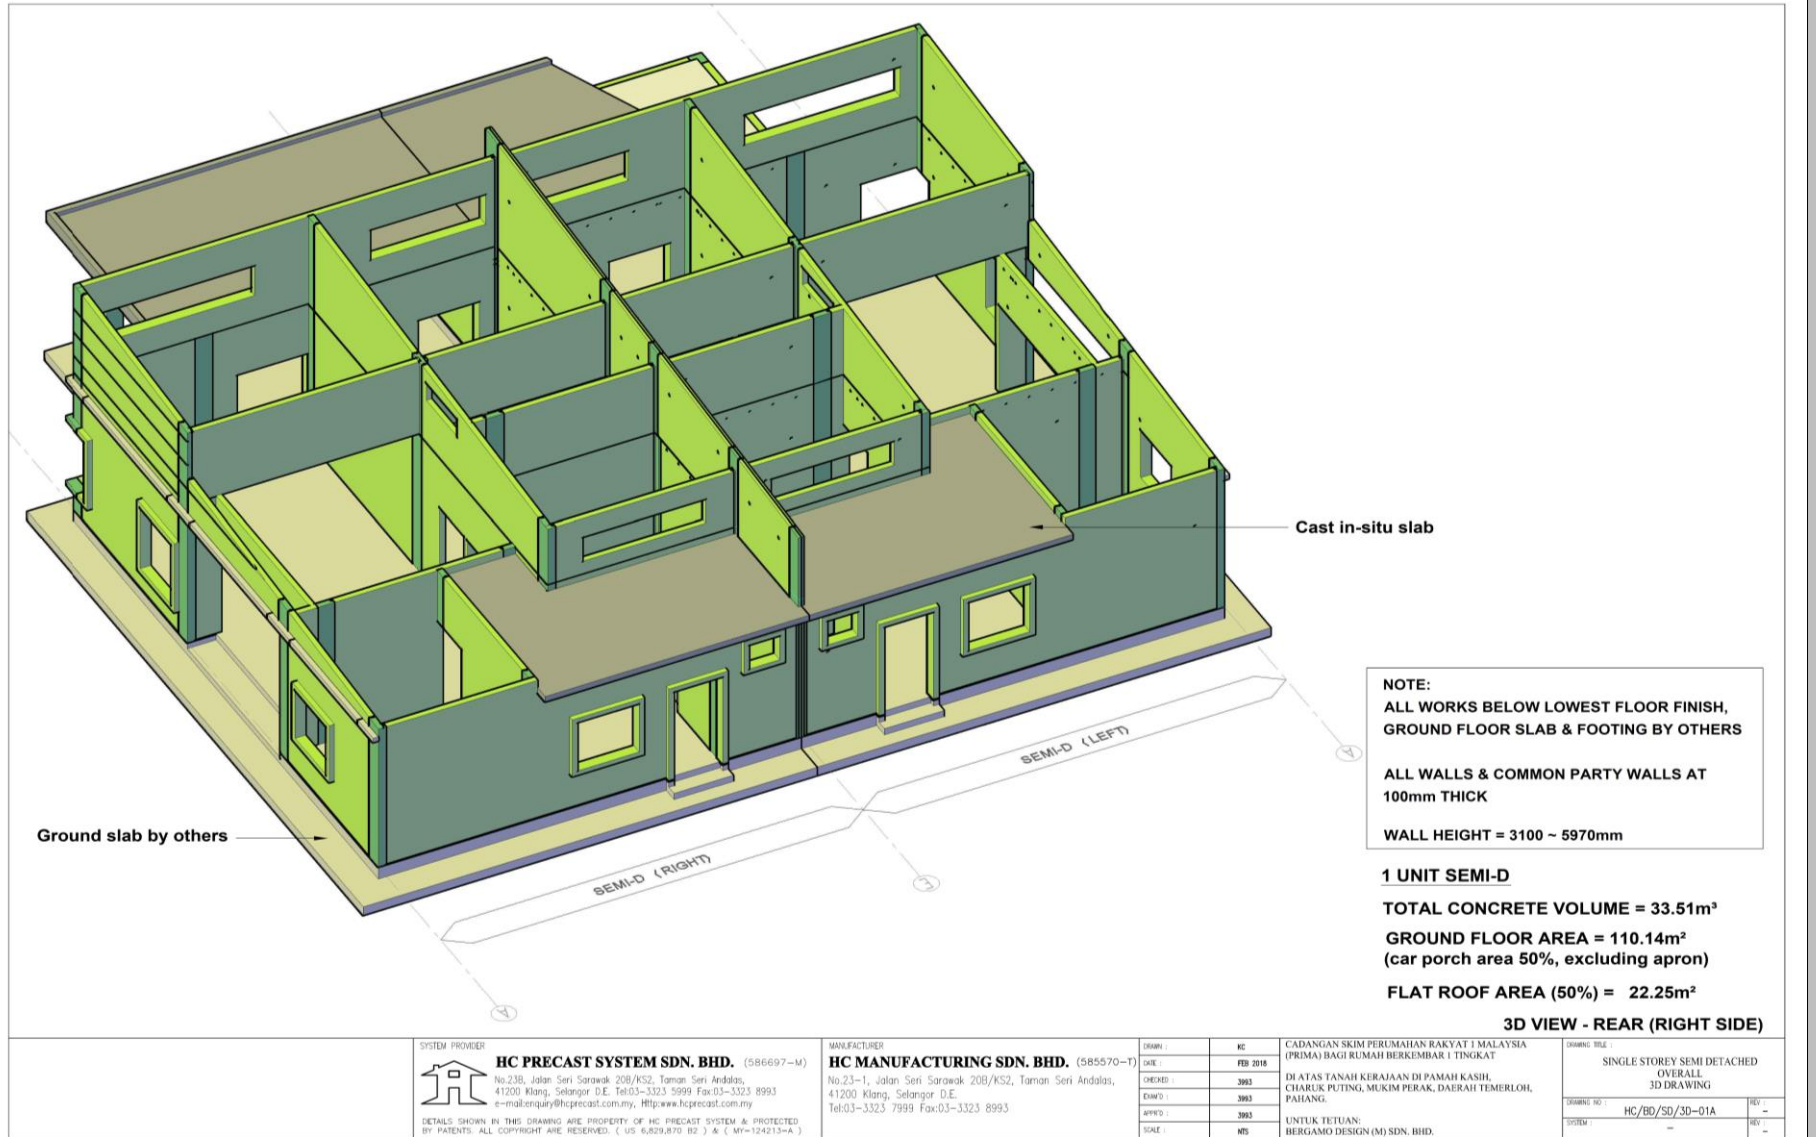 Cast in-situ slab
Ground slab by others
SEMI-D (LEFT)
SEMI-D (RIGHT)
A
E
A
NOTE:
ALL WORKS BELOW LOWEST FLOOR FINISH,
GROUND FLOOR SLAB & FOOTING BY OTHERS
ALL WALLS & COMMON PARTY WALLS AT
100mm THICK
WALL HEIGHT = 3100 ~ 5970mm
1 UNIT SEMI-D
TOTAL CONCRETE VOLUME = 33.51m³
GROUND FLOOR AREA = 110.14m²
(car porch area 50%, excluding apron)
FLAT ROOF AREA (50%) = 22.25m²
3D VIEW - REAR (RIGHT SIDE)
SYSTEM PROVIDER
HC PRECAST SYSTEM SDN. BHD. (586697-M)
No.23B, Jalan Seri Sarawak 20B/KS2, Taman Seri Andalas,
41200 Klang, Selangor D.E. Tel:03-3323 5999 Fax:03-3323 8993
e-mail:enquiry@hcprecast.com.my, Http:www.hcprecast.com.my
DETAILS SHOWN IN THIS DRAWING ARE PROPERTY OF HC PRECAST SYSTEM & PROTECTED
BY PATENTS. ALL COPYRIGHT ARE RESERVED. ( US 6,829,870 B2 ) & ( MY-124213-A )
MANUFACTURER
HC MANUFACTURING SDN. BHD. (585570-T)
No.23-1, Jalan Seri Sarawak 20B/KS2, Taman Seri Andalas,
41200 Klang, Selangor D.E.
Tel:03-3323 7999 Fax:03-3323 8993
DRAWN : KC
DATE : FEB 2018
CHECKED : 3993
EXAM'D : 3993
APPR'D : 3993
SCALE : NTS
CADANGAN SKIM PERUMAHAN RAKYAT 1 MALAYSIA
(PRIMA) BAGI RUMAH BERKEMBAR 1 TINGKAT
DI ATAS TANAH KERAJAAN DI PAMAH KASIH,
CHARUK PUTING, MUKIM PERAK, DAERAH TEMERLOH,
PAHANG.
UNTUK TETUAN:
BERGAMO DESIGN (M) SDN. BHD.
DRAWING TITLE :
SINGLE STOREY SEMI DETACHED
OVERALL
3D DRAWING
DRAWING NO : HC/BD/SD/3D-01A
REV : -
SYSTEM : -
REV : -